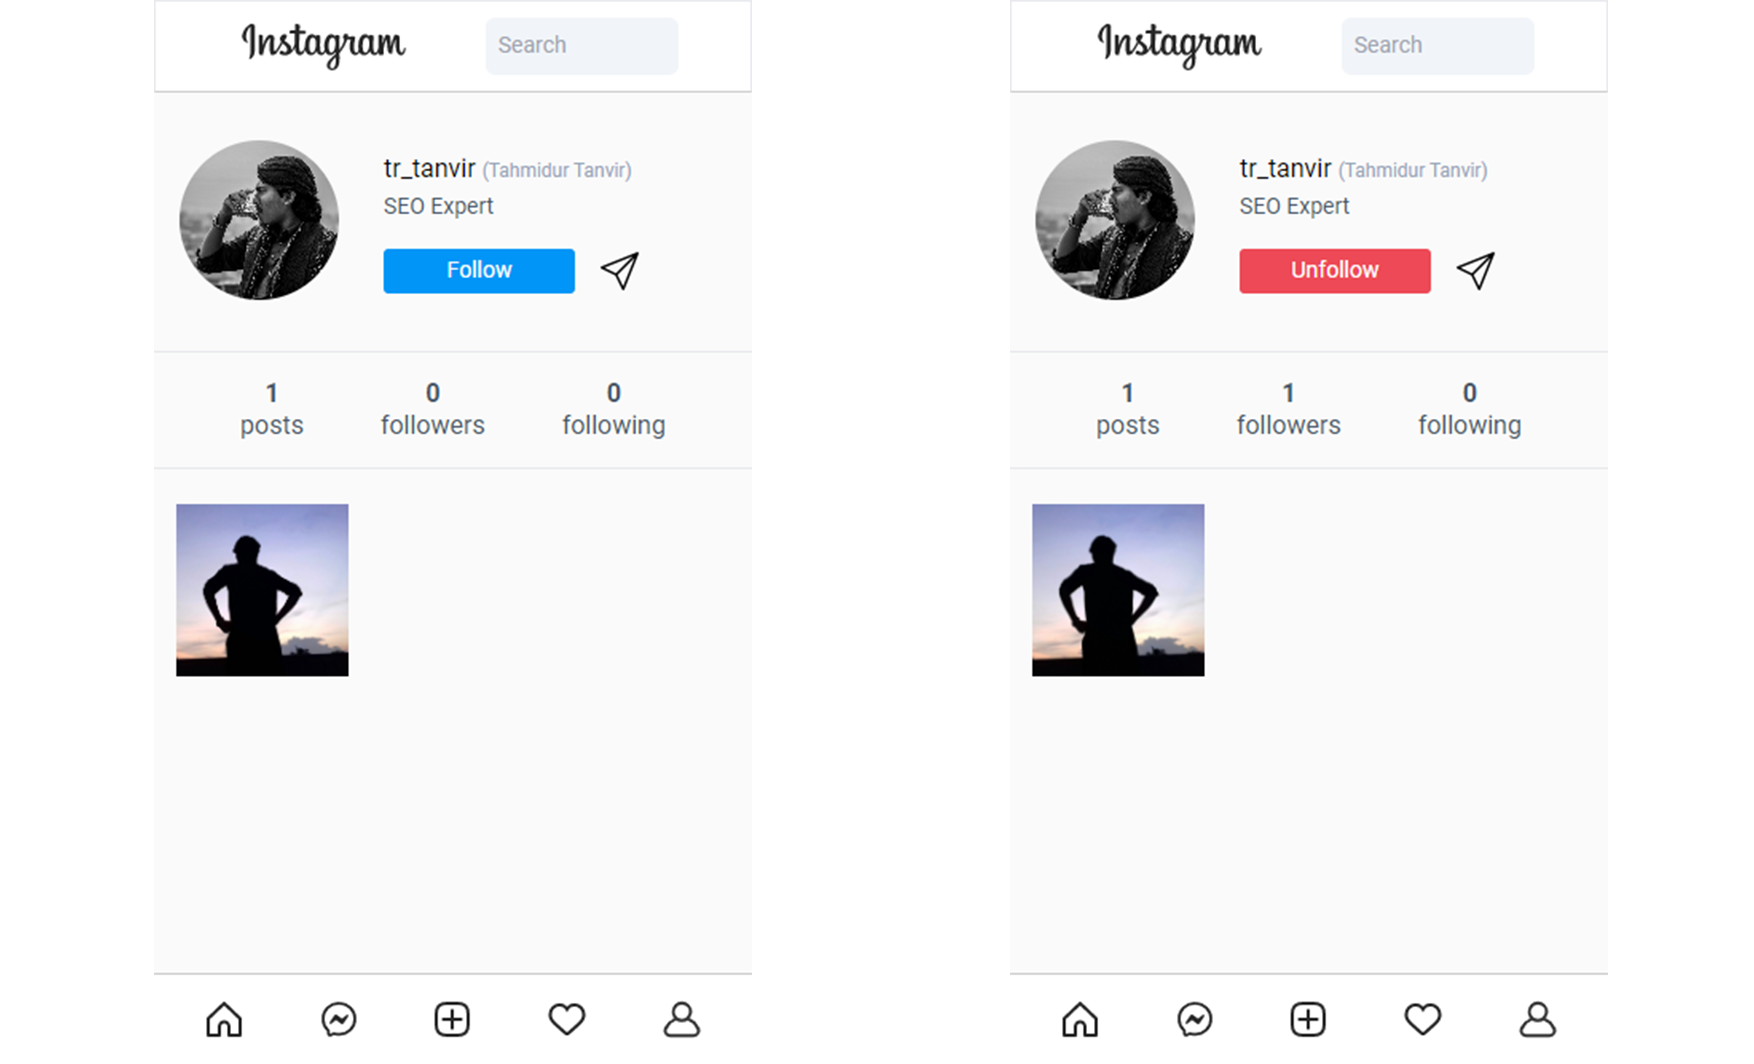 Instagram
Search
tr_tanvir (Tahmidur Tanvir)
SEO Expert
Follow
1
posts
0
followers
0
following
Instagram
Search
tr_tanvir (Tahmidur Tanvir)
SEO Expert
Unfollow
1
posts
1
followers
0
following